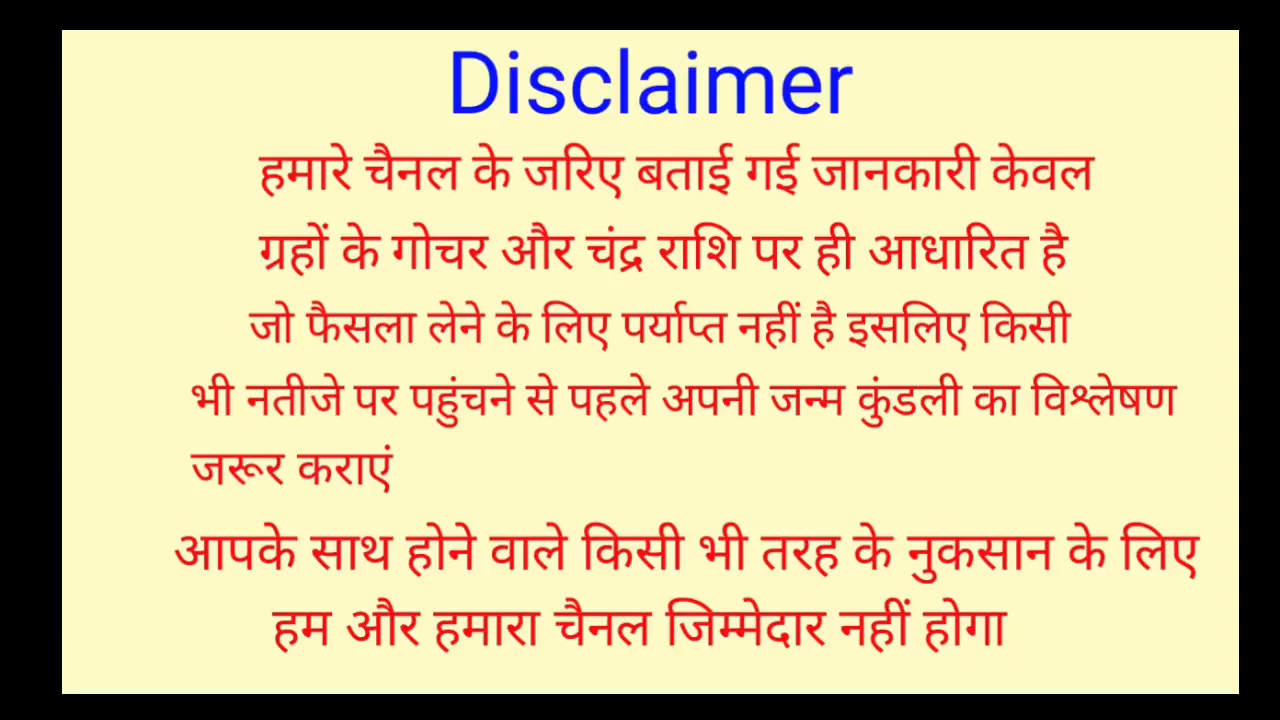 Disclaimer
हमारे चैनल के जरिए बताई गई जानकारी केवल
ग्रहों के गोचर और चंद्र राशि पर ही आधारित है
जो फैसला लेने के लिए पर्याप्त नहीं है इसलिए किसी
भी नतीजे पर पहुंचने से पहले अपनी जन्म कुंडली का विश्लेषण
जरूर कराएं
आपके साथ होने वाले किसी भी तरह के नुकसान के लिए
हम और हमारा चैनल जिम्मेदार नहीं होगा